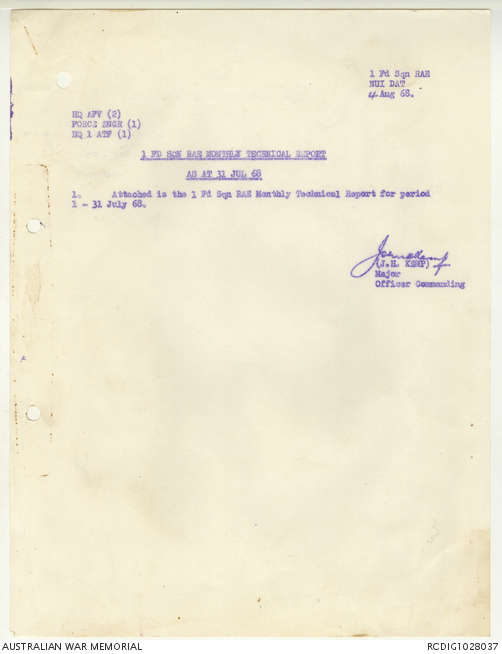 1 Fd Sqn RAE
NUI DAT
4 Aug 68.
HQ AFV (2)
FORCE ENGR (1)
HQ 1 ATF (1)
1 FD SQN RAE MONTHLY TECHNICAL REPORT
AS AT 31 JUL 68
1. Attached is the 1 Fd Sqn RAE Monthly Technical Report for period
1 - 31 July 68.
(J.H. KEMP)
Major
Officer Commanding
AUSTRALIAN WAR MEMORIAL
RCDIG1028037